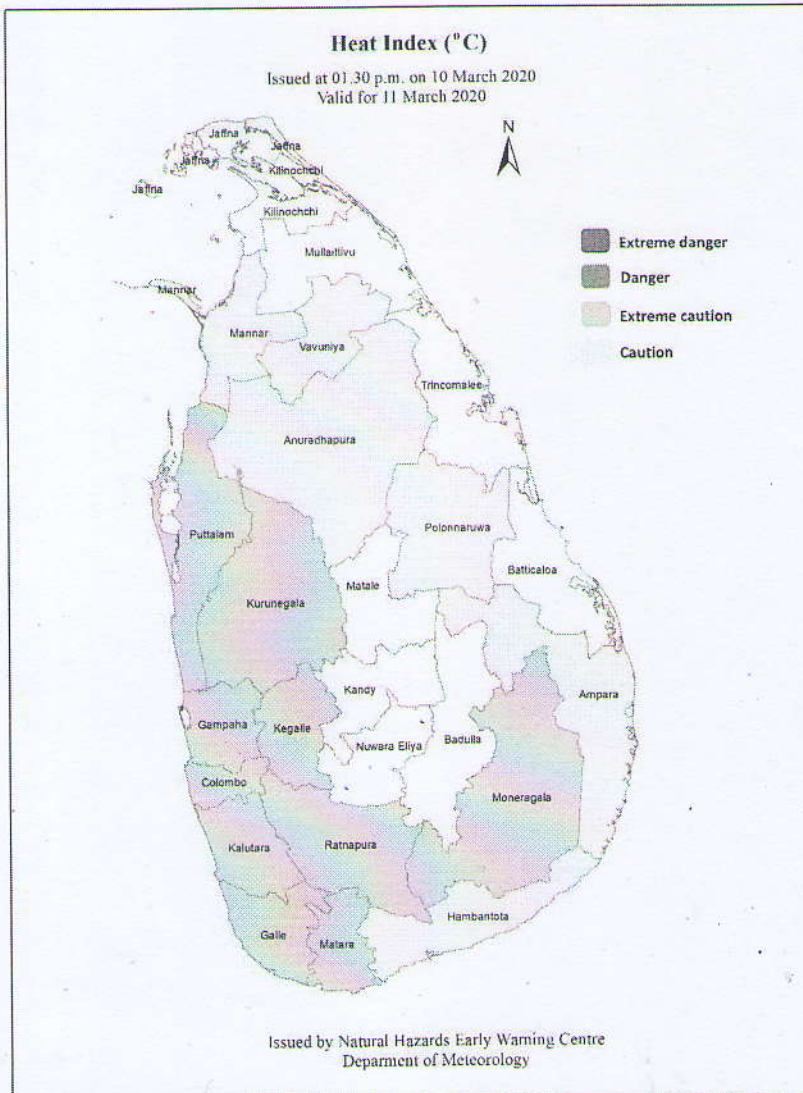 Heat Index (°C)
Issued at 01.30 p.m. on 10 March 2020
Valid for 11 March 2020
N
Jaffna
Jaffna
Jaffna
Kilinochchi
Jaffna
Kilinochchi
Mullaittivu
Mannar
Mannar
Vavuniya
Trincomalee
Anuradhapura
Extreme danger
Danger
Extreme caution
Caution
Puttalam
Polonnaruwa
Batticaloa
Matale
Kurunegala
Kandy
Ampara
Gampaha
Kegalle
Nuwara Eliya
Badulla
Colombo
Moneragala
Kalutara
Ratnapura
Hambantota
Galle
Matara
Issued by Natural Hazards Early Warning Centre
Deparment of Meteorology